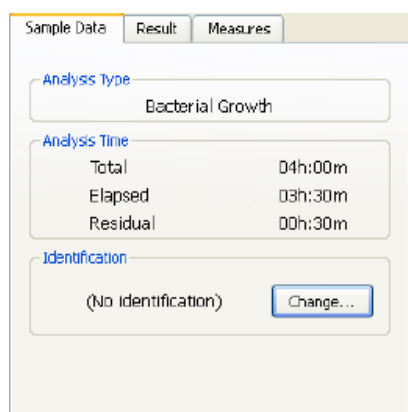 Sample Data Result Measures
Analysis Type
Bacterial Growth
Analysis Time
Total 04h:00m
Elapsed 03h:30m
Residual 00h:30m
Identification
(No identification) Change...